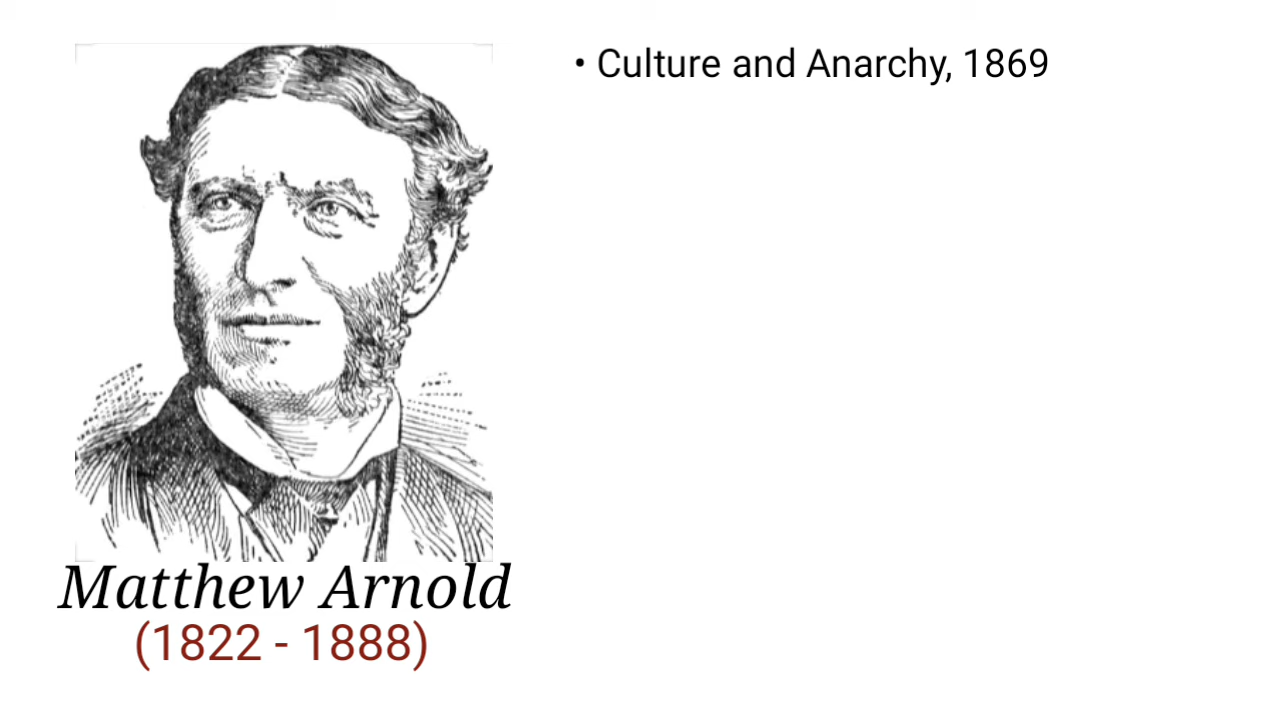 • Culture and Anarchy, 1869
Matthew Arnold
(1822 - 1888)